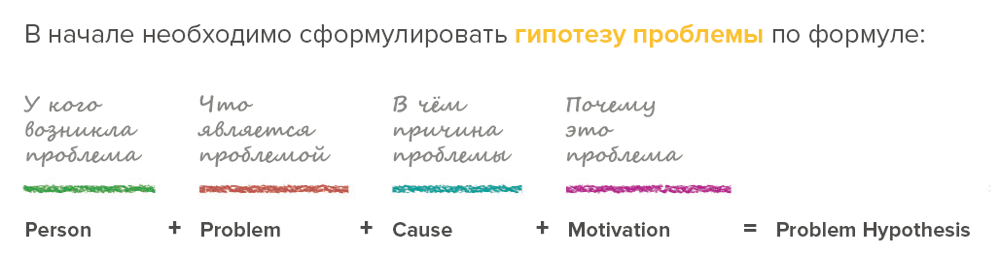 В начале необходимо сформулировать гипотезу проблемы по формуле:
У кого
возникла
проблема
Что
является
проблемой
В чём
причина
проблемы
Почему
это
проблема
Person + Problem + Cause + Motivation = Problem Hypothesis